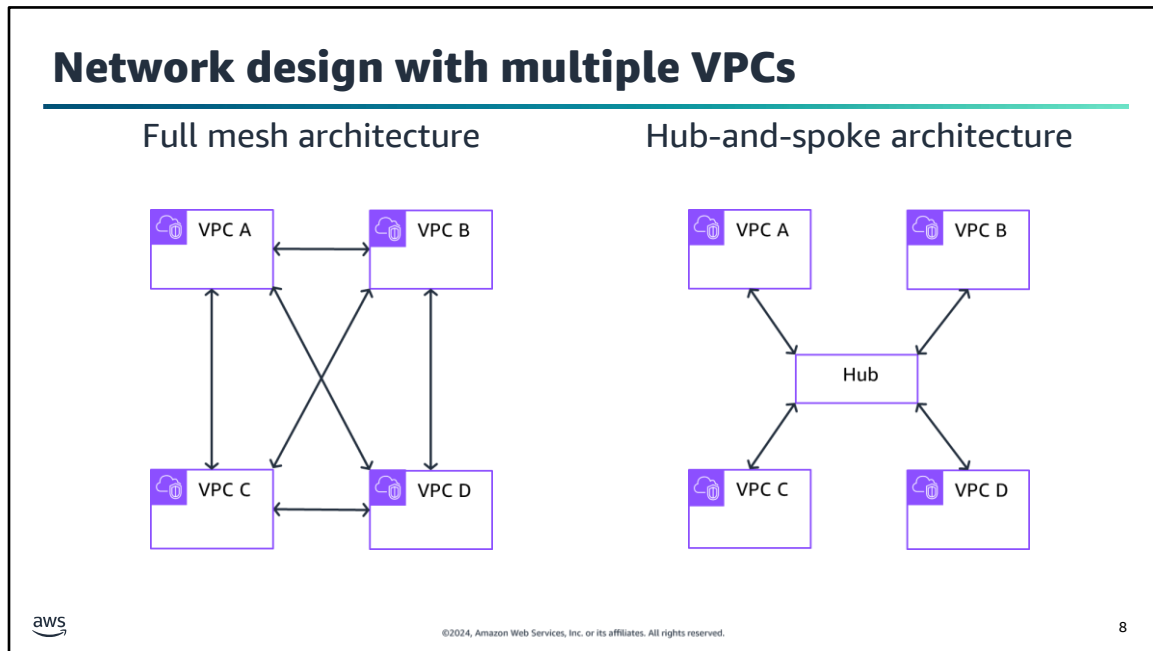 Network design with multiple VPCs
Full mesh architecture
Hub-and-spoke architecture
VPC A
VPC B
VPC C
VPC D
VPC A
VPC B
Hub
VPC C
VPC D
aws
©2024, Amazon Web Services, Inc. or its affiliates. All rights reserved.
8